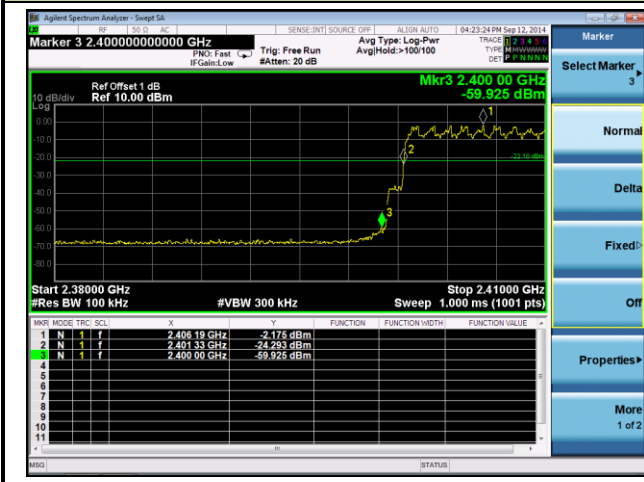 Agilent Spectrum Analyzer - Swept SA
RF 50 Ω AC SENSE:INT SOURCE OFF ALIGN AUTO 04:23:24 PM Sep 12, 2014
Marker 3 2.400000000000 GHz
PNO: Fast
IFGain:Low
Trig: Free Run
#Atten: 20 dB
Avg Type: Log-Pwr
Avg|Hold:>100/100
TRACE 1 2 3 4 5 6
TYPE M
DET P P N N N N
Mkr3 2.400 00 GHz
-59.925 dBm
Ref Offset 1 dB
10 dB/div Ref 10.00 dBm
Log
0.00
-10.0
-20.0
-30.0
-40.0
-50.0
-60.0
-70.0
-80.0
1
2
3
-22.18 dBm
Start 2.38000 GHz Stop 2.41000 GHz
#Res BW 100 kHz #VBW 300 kHz Sweep 1.000 ms (1001 pts)
MKR MODE TRC SCL X Y FUNCTION FUNCTION WIDTH FUNCTION VALUE
1 N 1 f 2.406 19 GHz -2.175 dBm
2 N 1 f 2.401 33 GHz -24.293 dBm
3 N 1 f 2.400 00 GHz -59.925 dBm
4
5
6
7
8
9
10
11
MSG STATUS
Marker
Select Marker
3
Normal
Delta
Fixed
Off
Properties
More
1 of 2